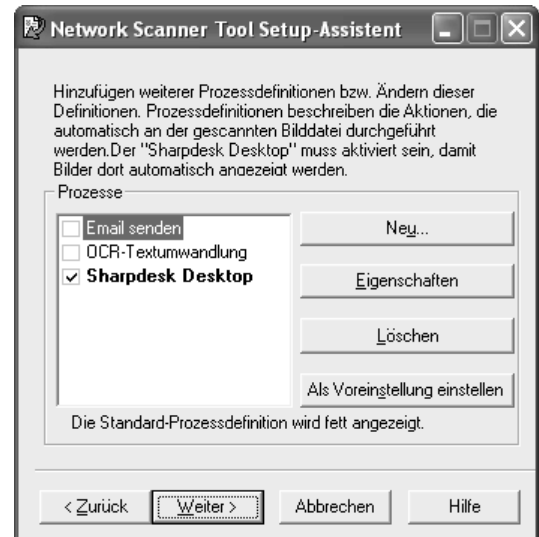 Network Scanner Tool Setup-Assistent
Hinzufügen weiterer Prozessdefinitionen bzw. Ändern dieser
Definitionen. Prozessdefinitionen beschreiben die Aktionen, die
automatisch an der gescannten Bilddatei durchgeführt
werden.Der "Sharpdesk Desktop" muss aktiviert sein, damit
Bilder dort automatisch angezeigt werden.
Prozesse
Email senden
OCR-Textumwandlung
Sharpdesk Desktop
Neu...
Eigenschaften
Löschen
Als Voreinstellung einstellen
Die Standard-Prozessdefinition wird fett angezeigt.
< Zurück
Weiter >
Abbrechen
Hilfe